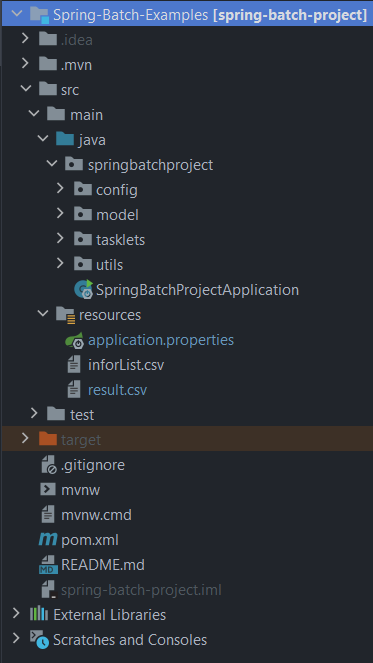 Spring-Batch-Examples [spring-batch-project]
.idea
.mvn
src
main
java
springbatchproject
config
model
tasklets
utils
SpringBatchProjectApplication
resources
application.properties
inforList.csv
result.csv
test
target
.gitignore
mvnw
mvnw.cmd
pom.xml
README.md
spring-batch-project.iml
External Libraries
Scratches and Consoles